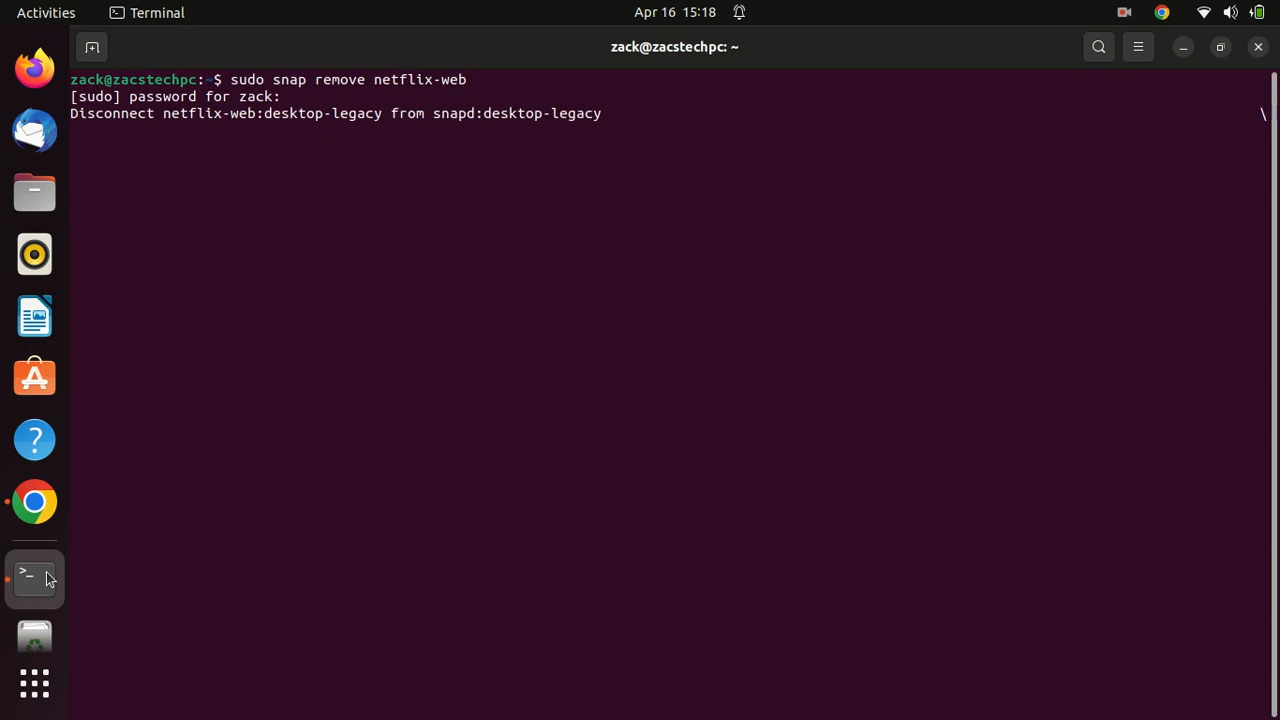 Activities Terminal Apr 16 15:18
zack@zacstechpc: ~
zack@zacstechpc:~$ sudo snap remove netflix-web
[sudo] password for zack:
Disconnect netflix-web:desktop-legacy from snapd:desktop-legacy \